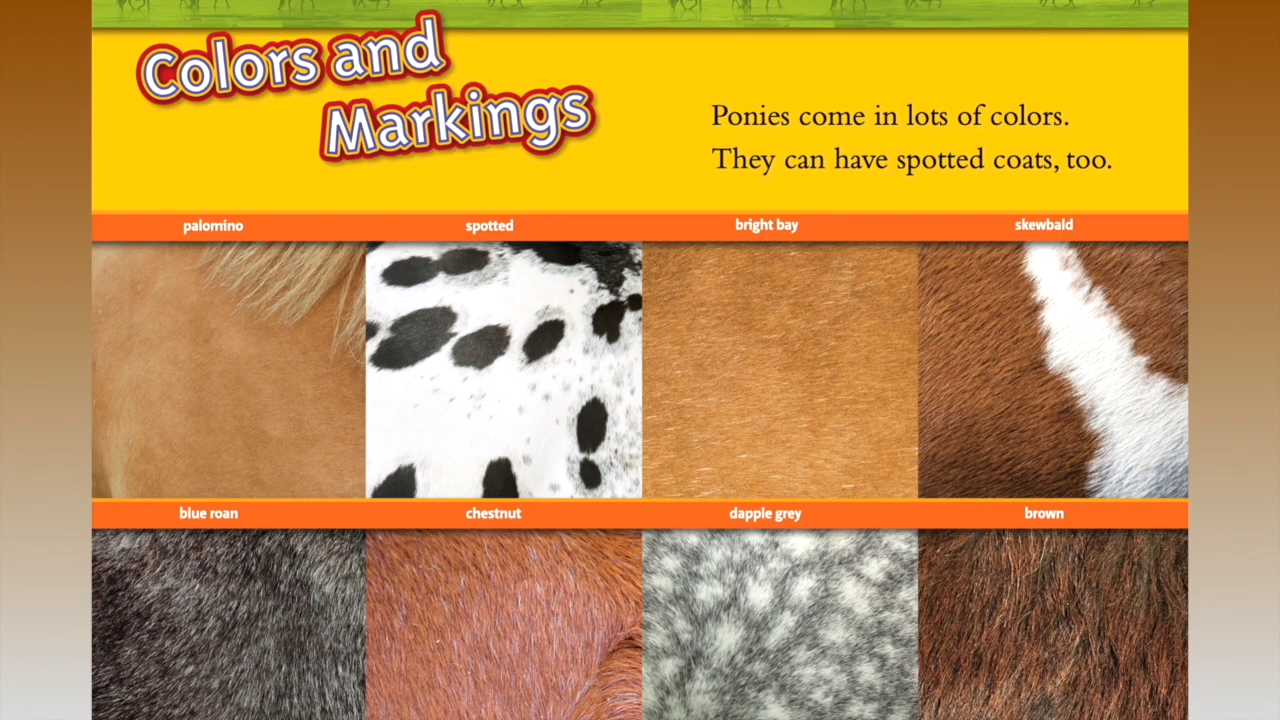 Colors and
Markings
Ponies come in lots of colors.
They can have spotted coats, too.
palomino
spotted
bright bay
skewbald
blue roan
chestnut
dapple grey
brown